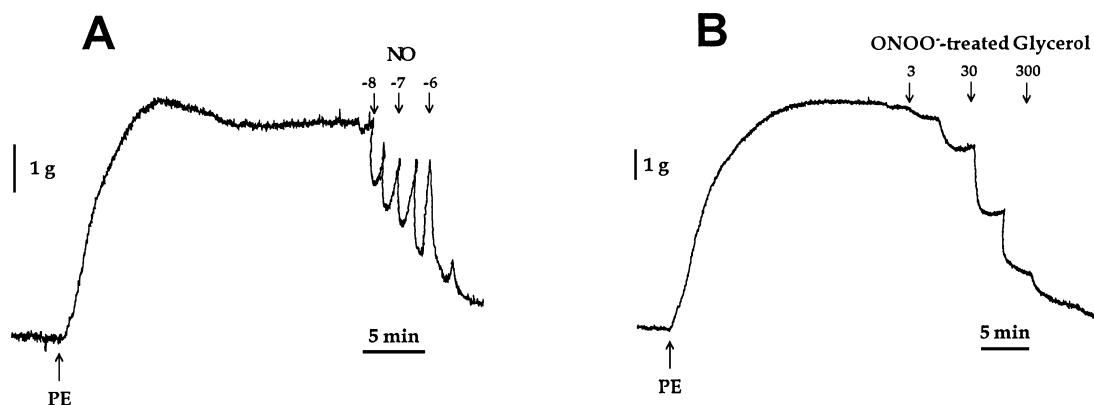 A
NO
-8 -7 -6
1 g
5 min
PE
B
ONOO⁻-treated Glycerol
3 30 300
1 g
5 min
PE